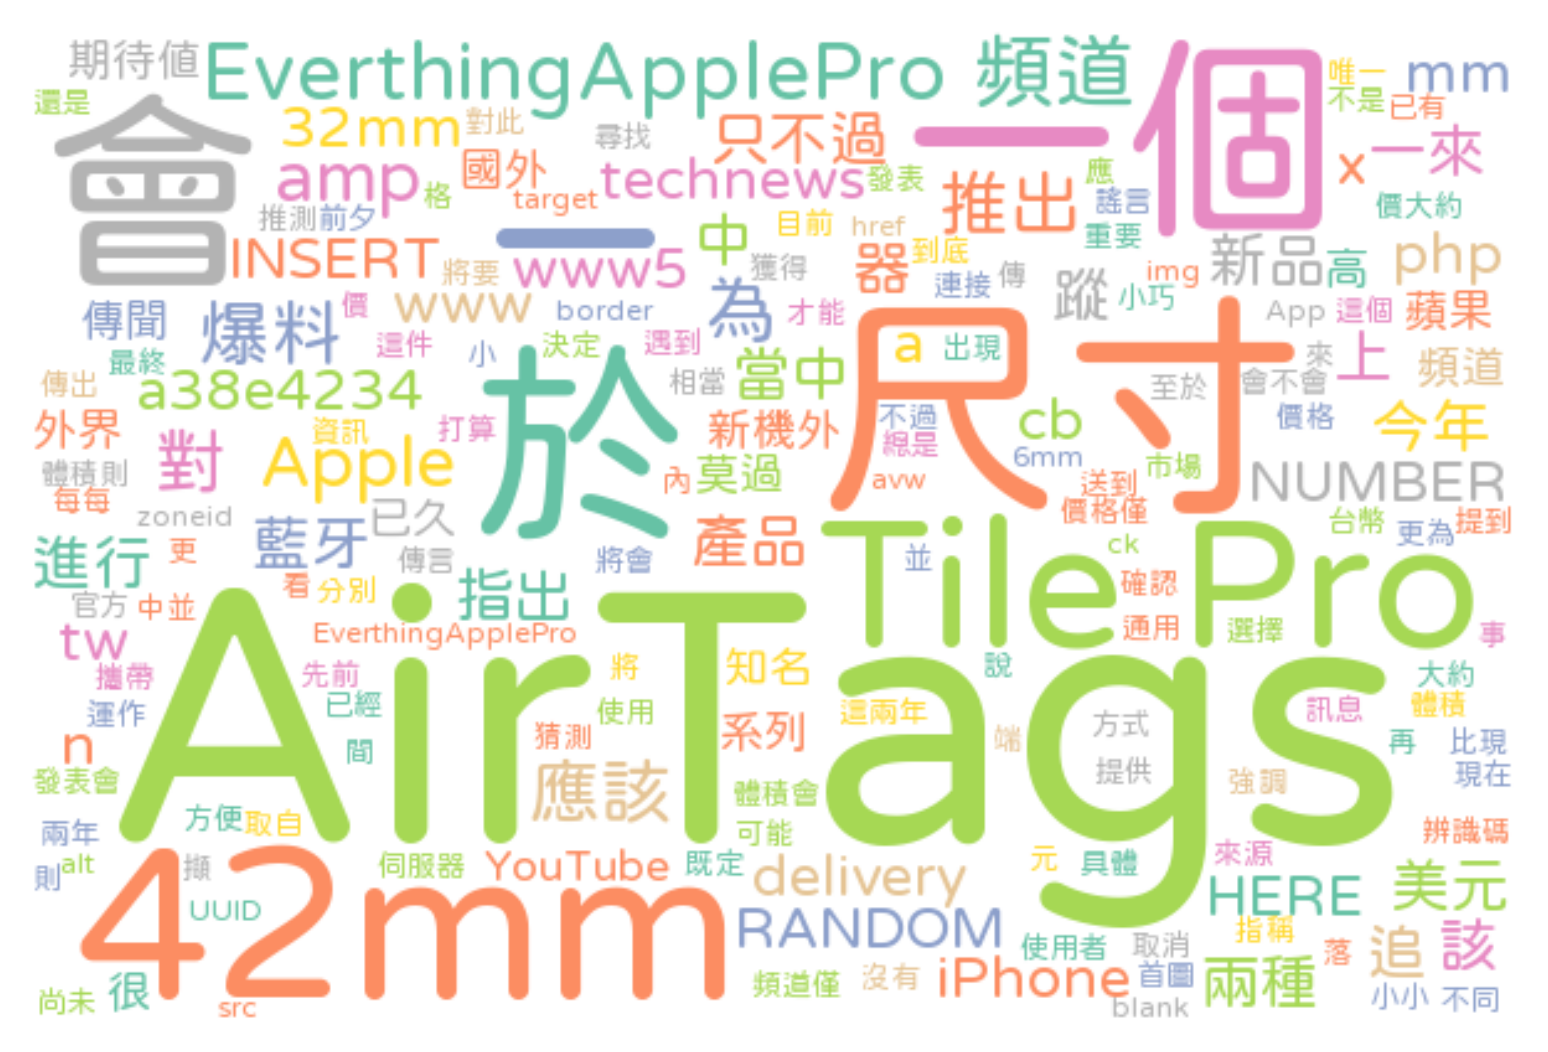 期待值 EverthingApplePro 頻道 一個 唯一 mm
還是 會 32mm 對此 尋找 只不過 不是 已有
amp 格 國外 technews 發表 應 x 一來
target 推出 謠言 價大約
推測 前夕 一 中 目前 href 重要
INSERT 將要 www5 獲得 器 到底 img 新品 高 php
連接 傳 蹤 小巧
傳聞 爆料 價 www border 為 才能 App 這個 蘋果
最終 這件 小 決定 遇到 a 出現 尺寸 來 上 頻道
傳出 a38e4234 於 相當 當中 至於 會不會
外界 對 資訊 打算 新機外 不過 cb 價格 今年
Apple 總是 6mm
體積則 內 莫過 avw 送到 市場 NUMBER
每每 zoneid 已久 價格僅
藍牙 產品 Tile Pro 台幣 更為 提到
進行 更 傳言 將會 並 ck
看 分別 指出 確認
官方 中並 AirTags
tw EverthingApplePro 通用 選擇 事
攜帶 先前 將 知名 說 大約
運作 已經 使用 這兩年 訊息 體積
n 間 猜測 系列 端 方式 再 比現
發表會 應該 體積會 提供 強調 現在
兩年 方便 取自 可能 辨識碼
則 alt 擷 伺服器 YouTube 既定 delivery 元 具體 來源 美元
42mm UUID RANDOM HERE
使用者 取消 指稱 落 追 該
尚未 很 頻道僅 沒有 iPhone 首圖 兩種 小小 不同
src blank